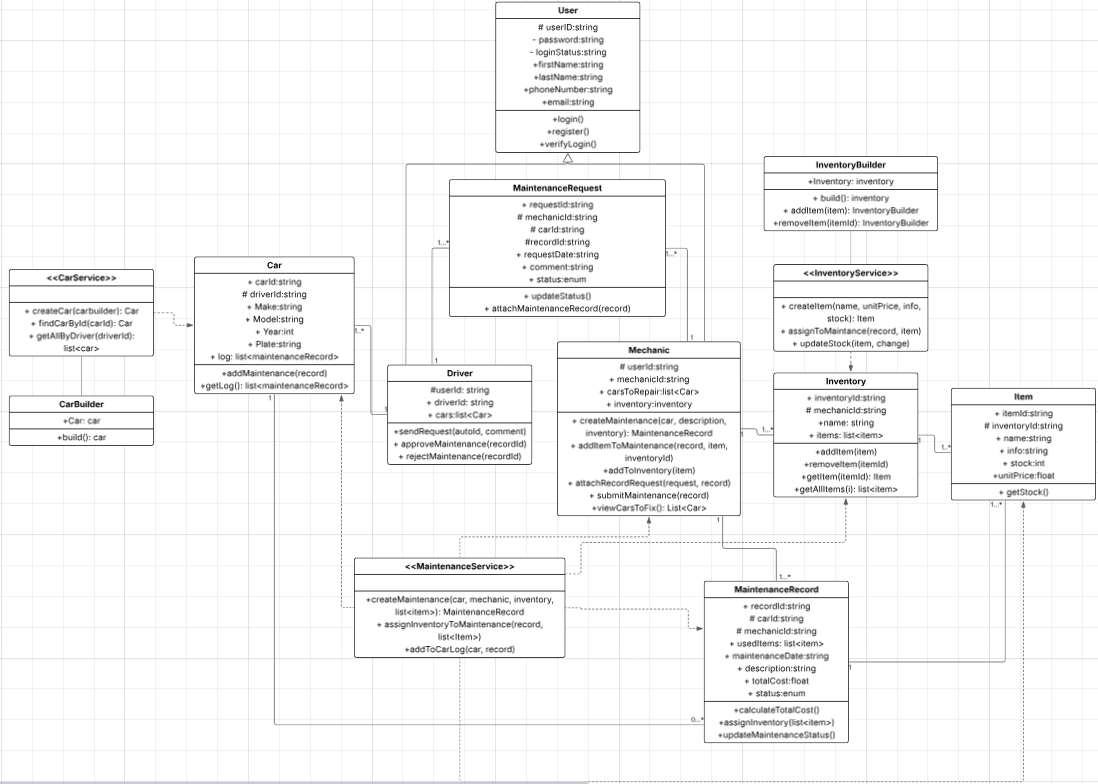 User
# userID:string
- password:string
- loginStatus:string
+firstName:string
+lastName:string
+phoneNumber:string
+email:string
+login()
+register()
+verifyLogin()
MaintenanceRequest
+ requestId:string
# mechanicId:string
# carId:string
#recordId:string
+ requestDate:string
+ comment:string
+ status:enum
+ updateStatus()
+ attachMaintenanceRecord(record)
InventoryBuilder
+Inventory: inventory
+ build(): inventory
+ addItem(item): InventoryBuilder
+removeItem(itemId): InventoryBuilder
<<CarService>>
+ createCar(carbuilder): Car
+ findCarById(carId): Car
+ getAllByDriver(driverId):
list<car>
CarBuilder
+Car: car
+build(): car
Car
+ carId:string
# driverId:string
+ Make:string
+ Model:string
+ Year:int
+ Plate:string
+ log: list<maintenanceRecord>
+addMaintenance(record)
+getLog(): list<maintenanceRecord>
1...*
1
1..*
1
1..*
1
<<InventoryService>>
+ createItem(name, unitPrice, info,
stock): Item
+ assignToMaintance(record, item)
+ updateStock(item, change)
Driver
#userId: string
+ driverId: string
+ cars:list<Car>
+sendRequest(autoId, comment)
+ approveMaintenance(recordId)
+ rejectMaintenance(recordId)
Mechanic
# userId:string
+ mechanicId:string
+ carsToRepair:list<Car>
+ inventory:inventory
+ createMaintenance(car, description,
inventory): MaintenanceRecord
+ addItemToMaintenance(record, item,
inventoryId)
+addToInventory(item)
+ attachRecordRequest(request, record)
+ submitMaintenance(record)
+viewCarsToFix(): List<Car>
1
1...*
Inventory
+ inventoryId:string
# mechanicId:string
+name: string
+ items: list<item>
+addItem(item)
+removeItem(itemId)
+getItem(itemId): Item
+getAllItems(i): list<item>
1
1...*
Item
+ itemId:string
# inventoryId:string
+ name:string
+ info:string
+ stock:int
+unitPrice:float
+ getStock()
1
1
1...*
1...*
<<MaintenanceService>>
+createMaintenance(car, mechanic, inventory,
list<item>): MaintenanceRecord
+ assignInventoryToMaintenance(record,
list<Item>)
+addToCarLog(car, record)
MaintenanceRecord
+ recordId:string
# carId:string
# mechanicId:string
+ usedItems: list<item>
+ maintenanceDate:string
+ description:string
+ totalCost:float
+ status:enum
+calculateTotalCost()
+assignInventory(list<item>)
+updateMaintenanceStatus()
1
0...*